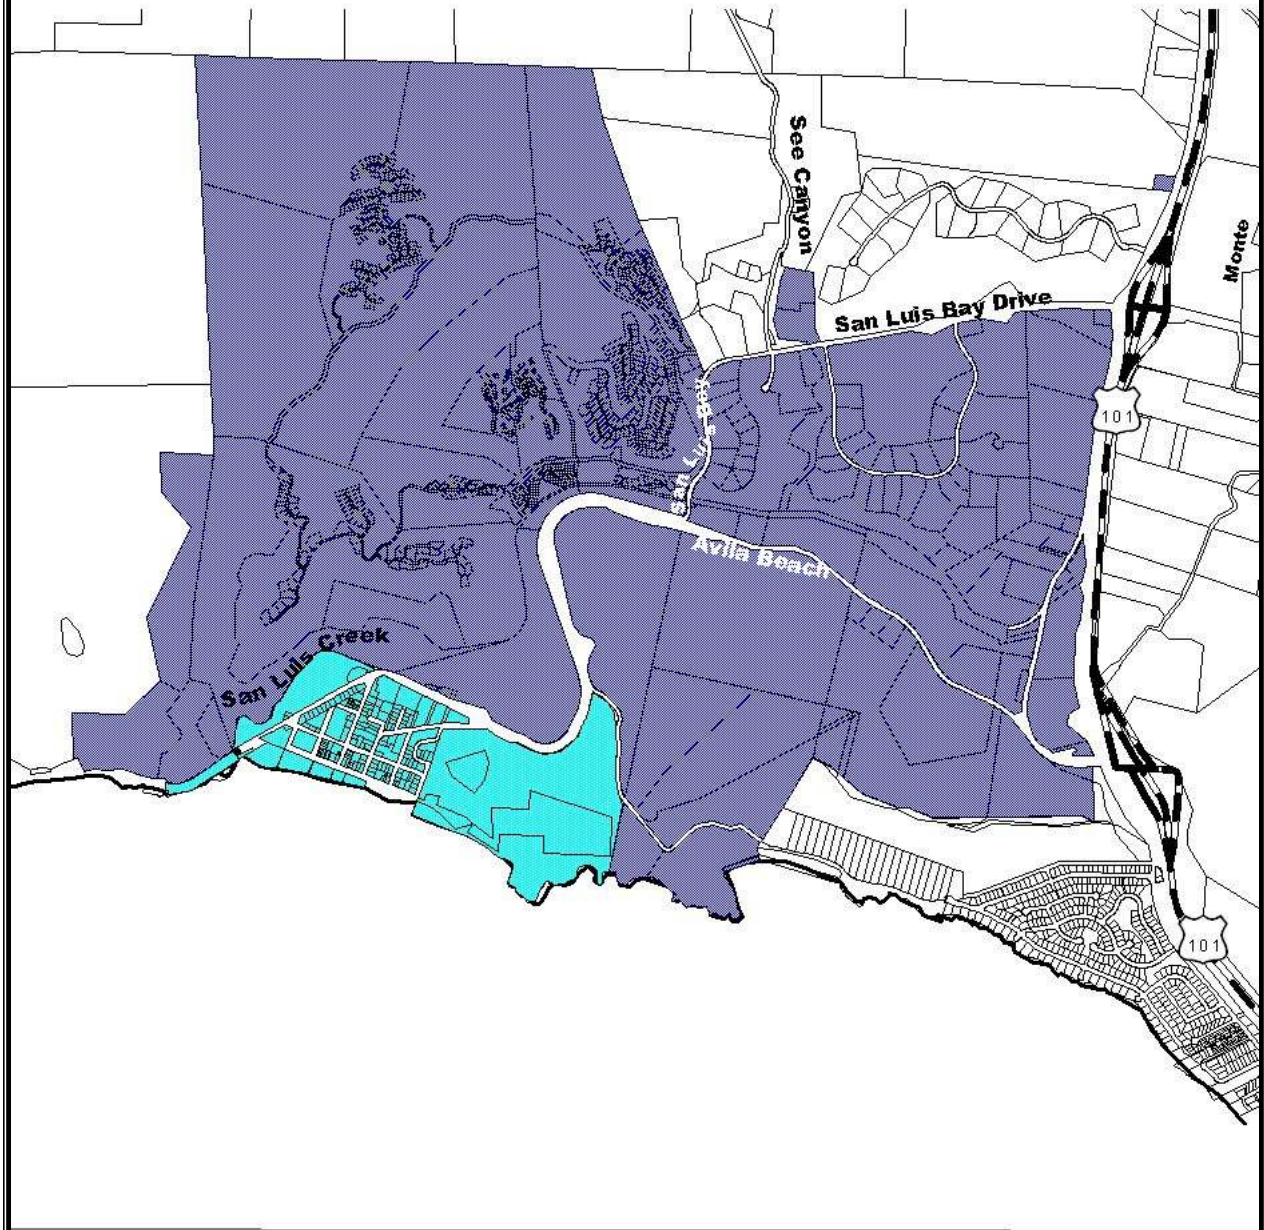 See Canyon
Monte
San Luis Bay Drive
San Luis Bay
101
Avila Beach
San Luis Creek
101